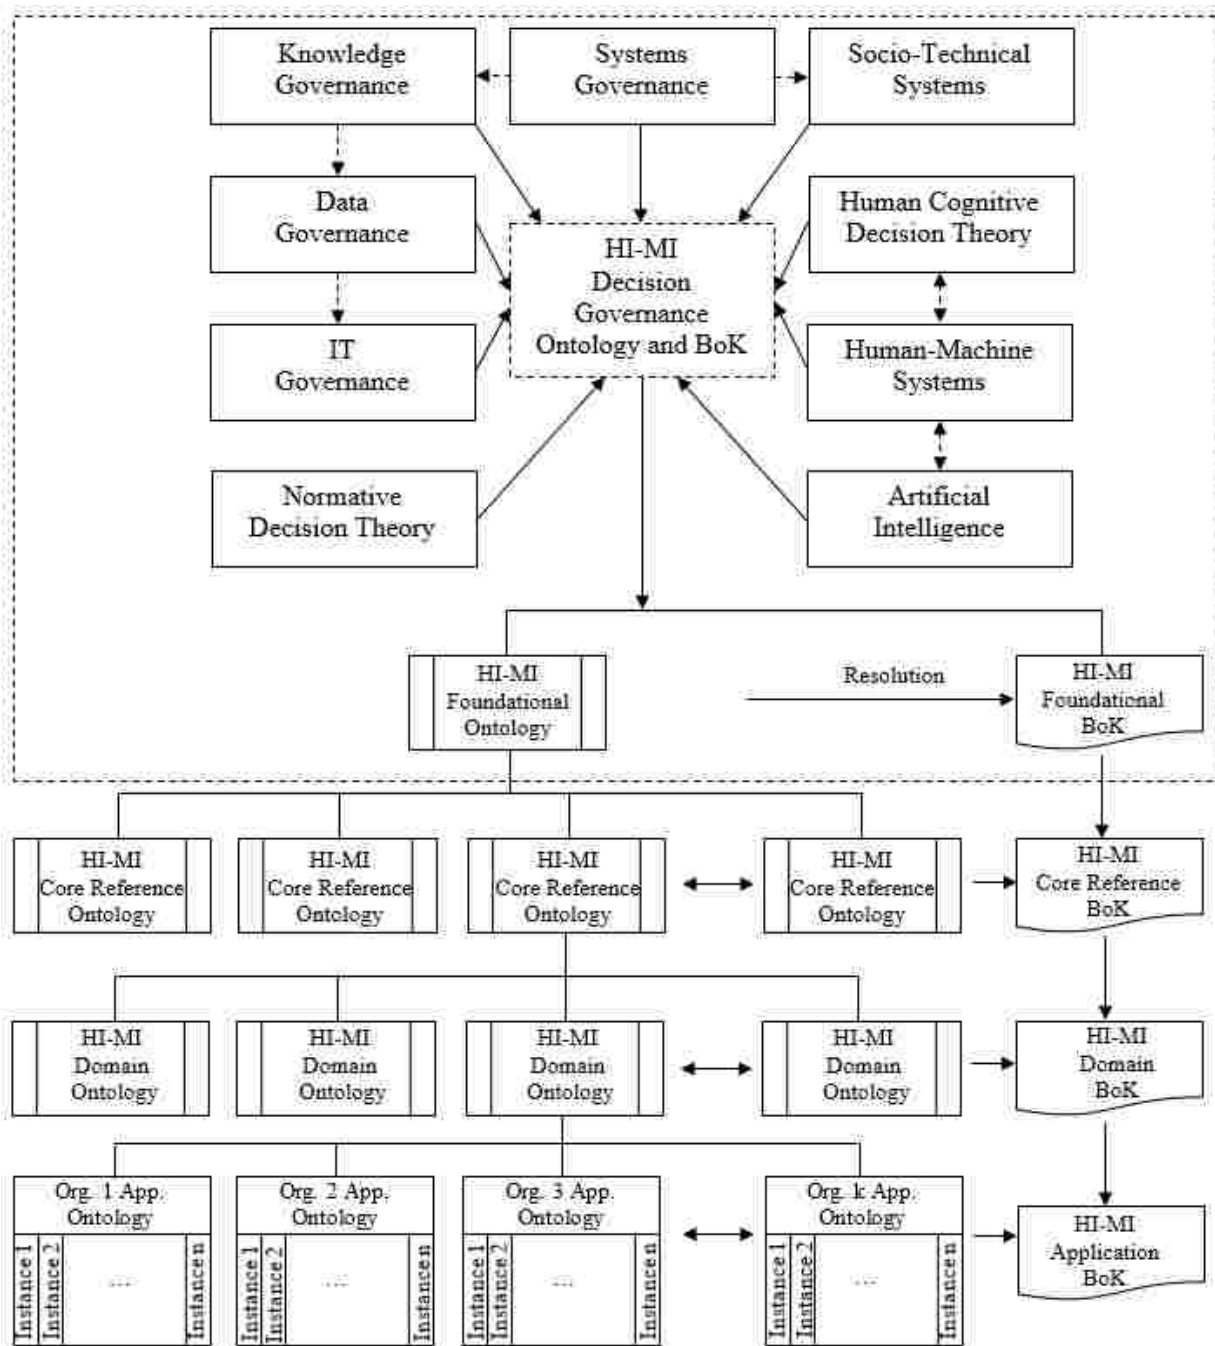 Knowledge
Governance
Systems
Governance
Socio-Technical
Systems
Data
Governance
HI-MI
Decision
Governance
Ontology and BoK
Human Cognitive
Decision Theory
IT
Governance
Human-Machine
Systems
Normative
Decision Theory
Artificial
Intelligence
HI-MI
Foundational
Ontology
Resolution
HI-MI
Foundational
BoK
HI-MI
Core Reference
Ontology
HI-MI
Core Reference
Ontology
HI-MI
Core Reference
Ontology
HI-MI
Core Reference
Ontology
HI-MI
Core Reference
BoK
HI-MI
Domain
Ontology
HI-MI
Domain
Ontology
HI-MI
Domain
Ontology
HI-MI
Domain
Ontology
HI-MI
Domain
BoK
Org. 1 App.
Ontology
Instance 1
Instance 2
...
Instance n
Org. 2 App.
Ontology
Instance 1
Instance 2
...
Instance n
Org. 3 App.
Ontology
Instance 1
Instance 2
...
Instance n
Org. k App.
Ontology
Instance 1
Instance 2
...
Instance n
HI-MI
Application
BoK